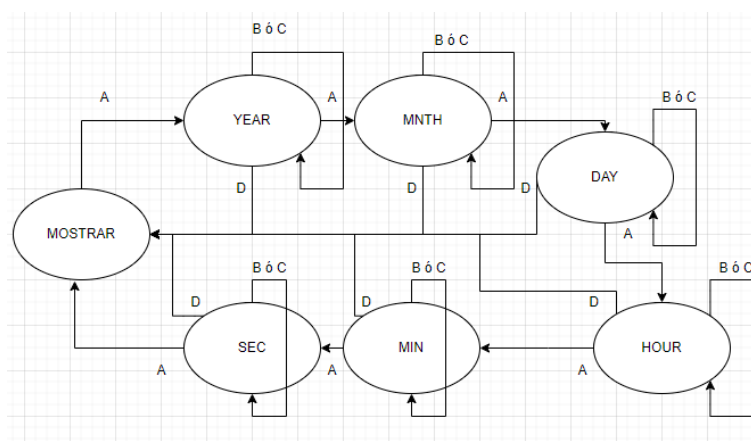 B ó C
B ó C
A
A
A
B ó C
YEAR
MNTH
DAY
D
D
D
MOSTRAR
A
B ó C
B ó C
B ó C
D
D
D
SEC
MIN
HOUR
A
A
A